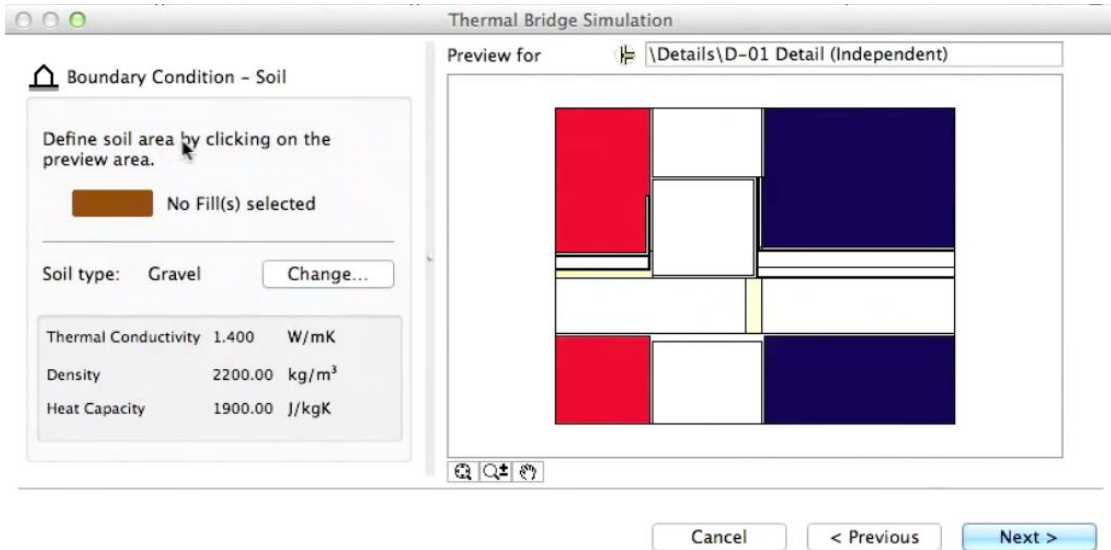 Thermal Bridge Simulation
Boundary Condition – Soil
Define soil area by clicking on the
preview area.
No Fill(s) selected
Soil type: Gravel Change...
Thermal Conductivity 1.400 W/mK
Density 2200.00 kg/m³
Heat Capacity 1900.00 J/kgK
Preview for \Details\D-01 Detail (Independent)
Cancel < Previous Next >